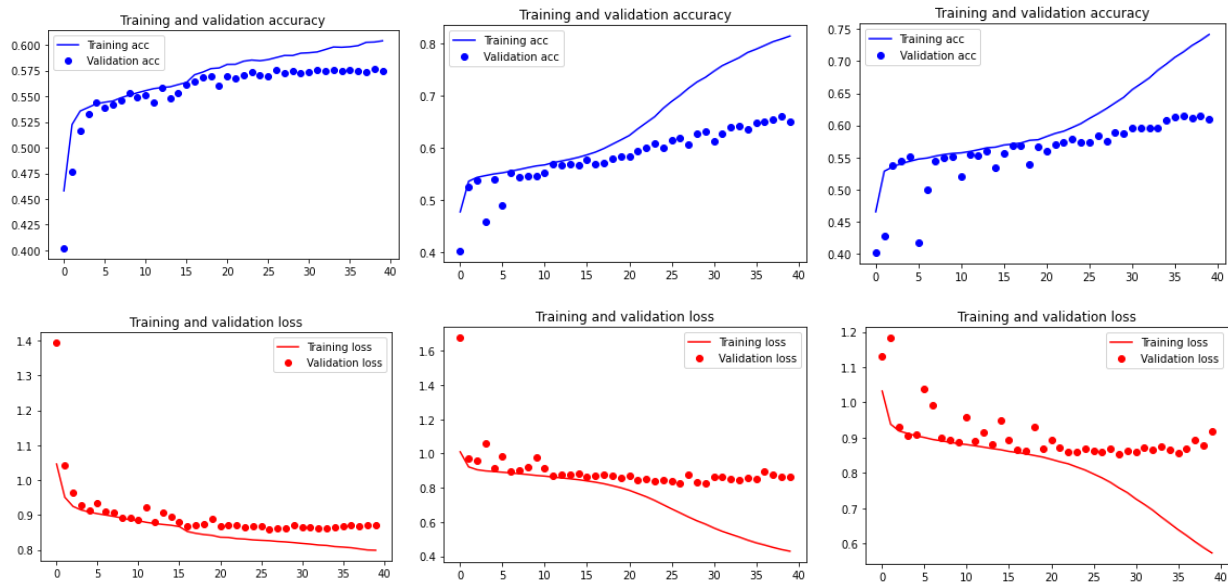 Training and validation accuracy
Training acc
Validation acc
0.600
0.575
0.550
0.525
0.500
0.475
0.450
0.425
0.400
0 5 10 15 20 25 30 35 40
Training and validation accuracy
Training acc
Validation acc
0.8
0.7
0.6
0.5
0.4
0 5 10 15 20 25 30 35 40
Training and validation accuracy
Training acc
Validation acc
0.75
0.70
0.65
0.60
0.55
0.50
0.45
0.40
0 5 10 15 20 25 30 35 40
Training and validation loss
Training loss
Validation loss
1.4
1.3
1.2
1.1
1.0
0.9
0.8
0 5 10 15 20 25 30 35 40
Training and validation loss
Training loss
Validation loss
1.6
1.4
1.2
1.0
0.8
0.6
0.4
0 5 10 15 20 25 30 35 40
Training and validation loss
Training loss
Validation loss
1.2
1.1
1.0
0.9
0.8
0.7
0.6
0 5 10 15 20 25 30 35 40